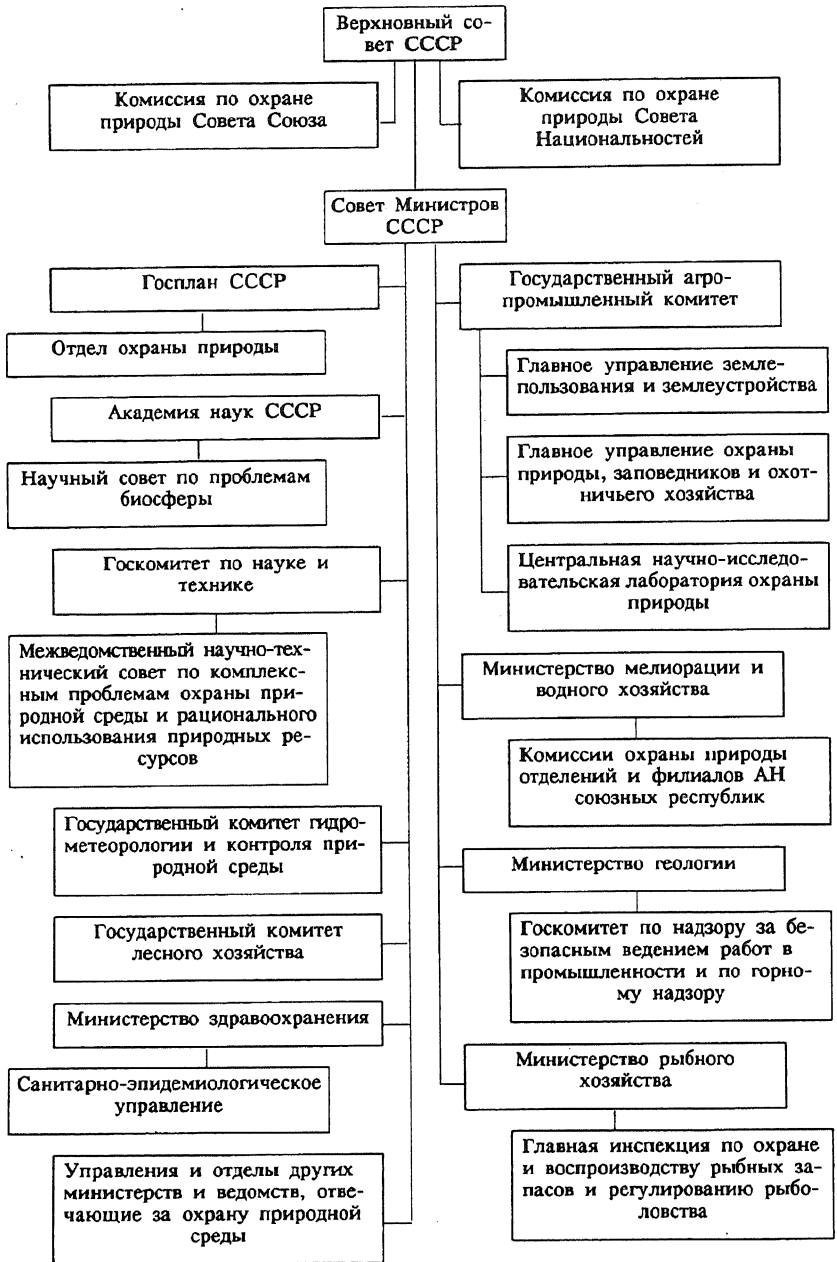 Верхновный со-
вет СССР
Комиссия по охране
природы Совета Союза
Комиссия по охране
природы Совета
Национальностей
Совет Министров
СССР
Госплан СССР
Отдел охраны природы
Академия наук СССР
Научный совет по проблемам
биосферы
Госкомитет по науке и
технике
Межведомственный научно-тех-
нический совет по комплекс-
ным проблемам охраны при-
родной среды и рационального
использования природных ре-
сурсов
Государственный комитет гидро-
метеорологии и контроля при-
родной среды
Государственный комитет
лесного хозяйства
Министерство здравоохранения
Санитарно-эпидемиологическое
управление
Управления и отделы других
министерств и ведомств, отве-
чающие за охрану природной
среды
Государственный агро-
промышленный комитет
Главное управление земле-
пользования и землеустройства
Главное управление охраны
природы, заповедников и охот-
ничьего хозяйства
Центральная научно-исследо-
вательская лаборатория охраны
природы
Министерство мелиорации и
водного хозяйства
Комиссии охраны природы
отделений и филиалов АН
союзных республик
Министерство геологии
Госкомитет по надзору за бе-
зопасным ведением работ в
промышленности и по горно-
му надзору
Министерство рыбного
хозяйства
Главная инспекция по охране
и воспроизводству рыбных за-
пасов и регулированию рыбо-
ловства